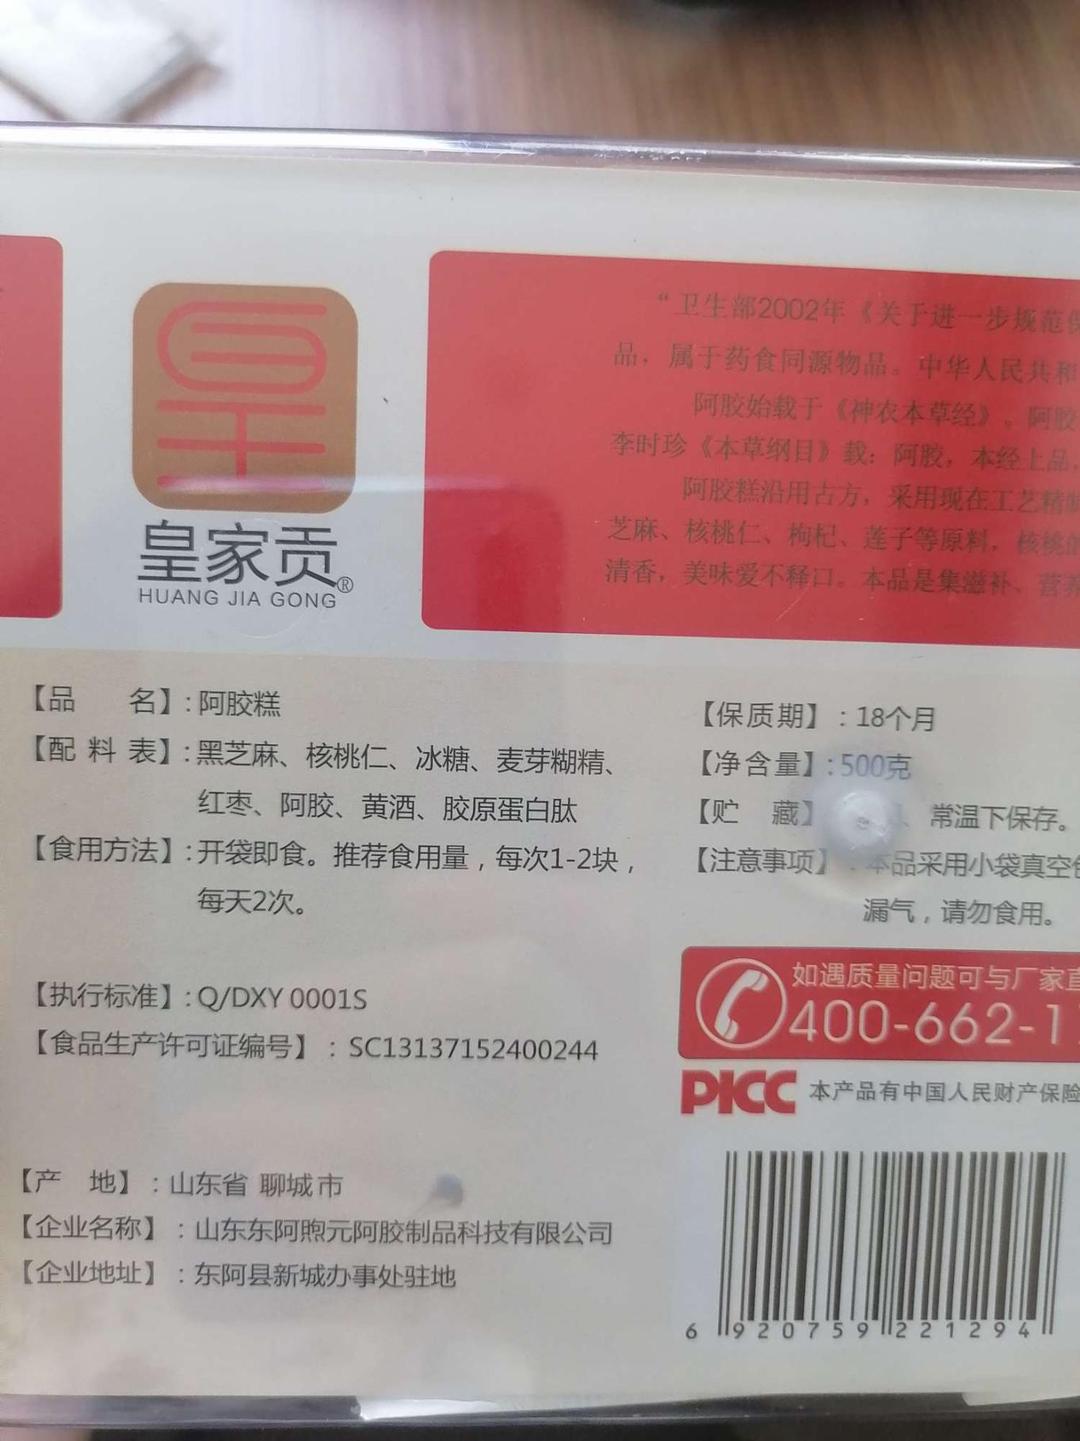 皇家贡®
HUANG JIA GONG
“卫生部2002年《关于进一步规范保
品，属于药食同源物品。中华人民共和
阿胶始载于《神农本草经》。阿胶
李时珍《本草纲目》载：阿胶，本经上品，
阿胶糕沿用古方，采用现在工艺精
芝麻、核桃仁、枸杞、莲子等原料，核桃的
清香，美味爱不释口。本品是集滋补、营养
【品 名】：阿胶糕
【配 料 表】：黑芝麻、核桃仁、冰糖、麦芽糊精、
红枣、阿胶、黄酒、胶原蛋白肽
【食用方法】：开袋即食。推荐食用量，每次1-2块，
每天2次。
【执行标准】：Q/DXY 0001S
【食品生产许可证编号】：SC13137152400244
【产 地】：山东省 聊城市
【企业名称】：山东东阿煦元阿胶制品科技有限公司
【企业地址】：东阿县新城办事处驻地
【保质期】：18个月
【净含量】：500克
【贮 藏】 、常温下保存。
【注意事项】：本品采用小袋真空包
漏气，请勿食用。
如遇质量问题可与厂家直
400-662-1
PICC 本产品有中国人民财产保险
6 920759 221294